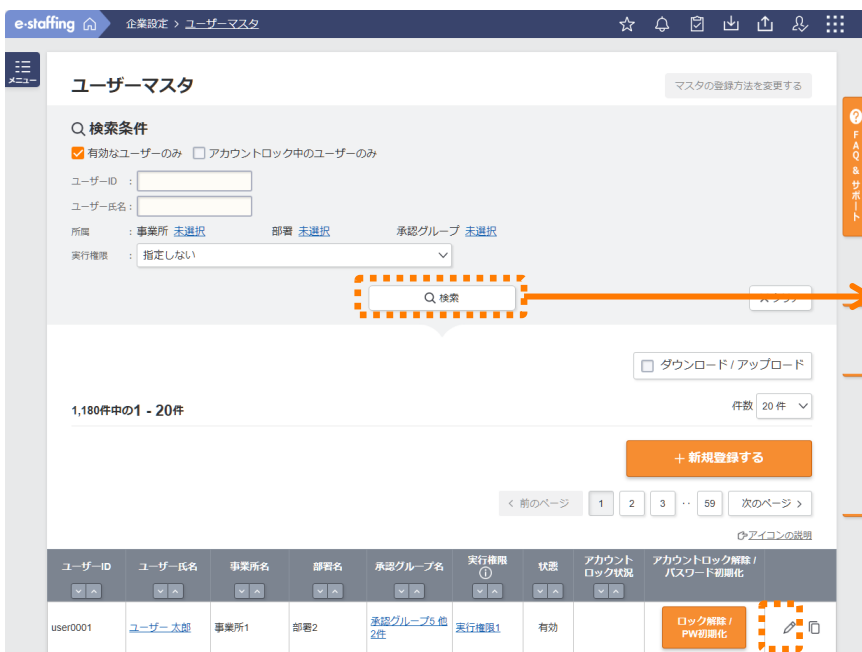 e-staffing 企業設定 > ユーザーマスタ
メニュー
ユーザーマスタ マスタの登録方法を変更する
検索条件
有効なユーザーのみ アカウントロック中のユーザーのみ
ユーザーID :
ユーザー氏名 :
所属 : 事業所 未選択 部署 未選択 承認グループ 未選択
実行権限 : 指定しない
検索
FAQ & サポート
ダウンロード / アップロード
1,180件中の1 - 20件 件数 20 件
+ 新規登録する
< 前のページ 1 2 3 ·· 59 次のページ >
アイコンの説明
ユーザーID ユーザー氏名 事業所名 部署名 承認グループ名 実行権限 状態 アカウント アカウントロック解除 /
ロック状況 パスワード初期化
user0001 ユーザー 太郎 事業所1 部署2 承認グループ5 他 実行権限1 有効 ロック解除 /
2件 PW初期化